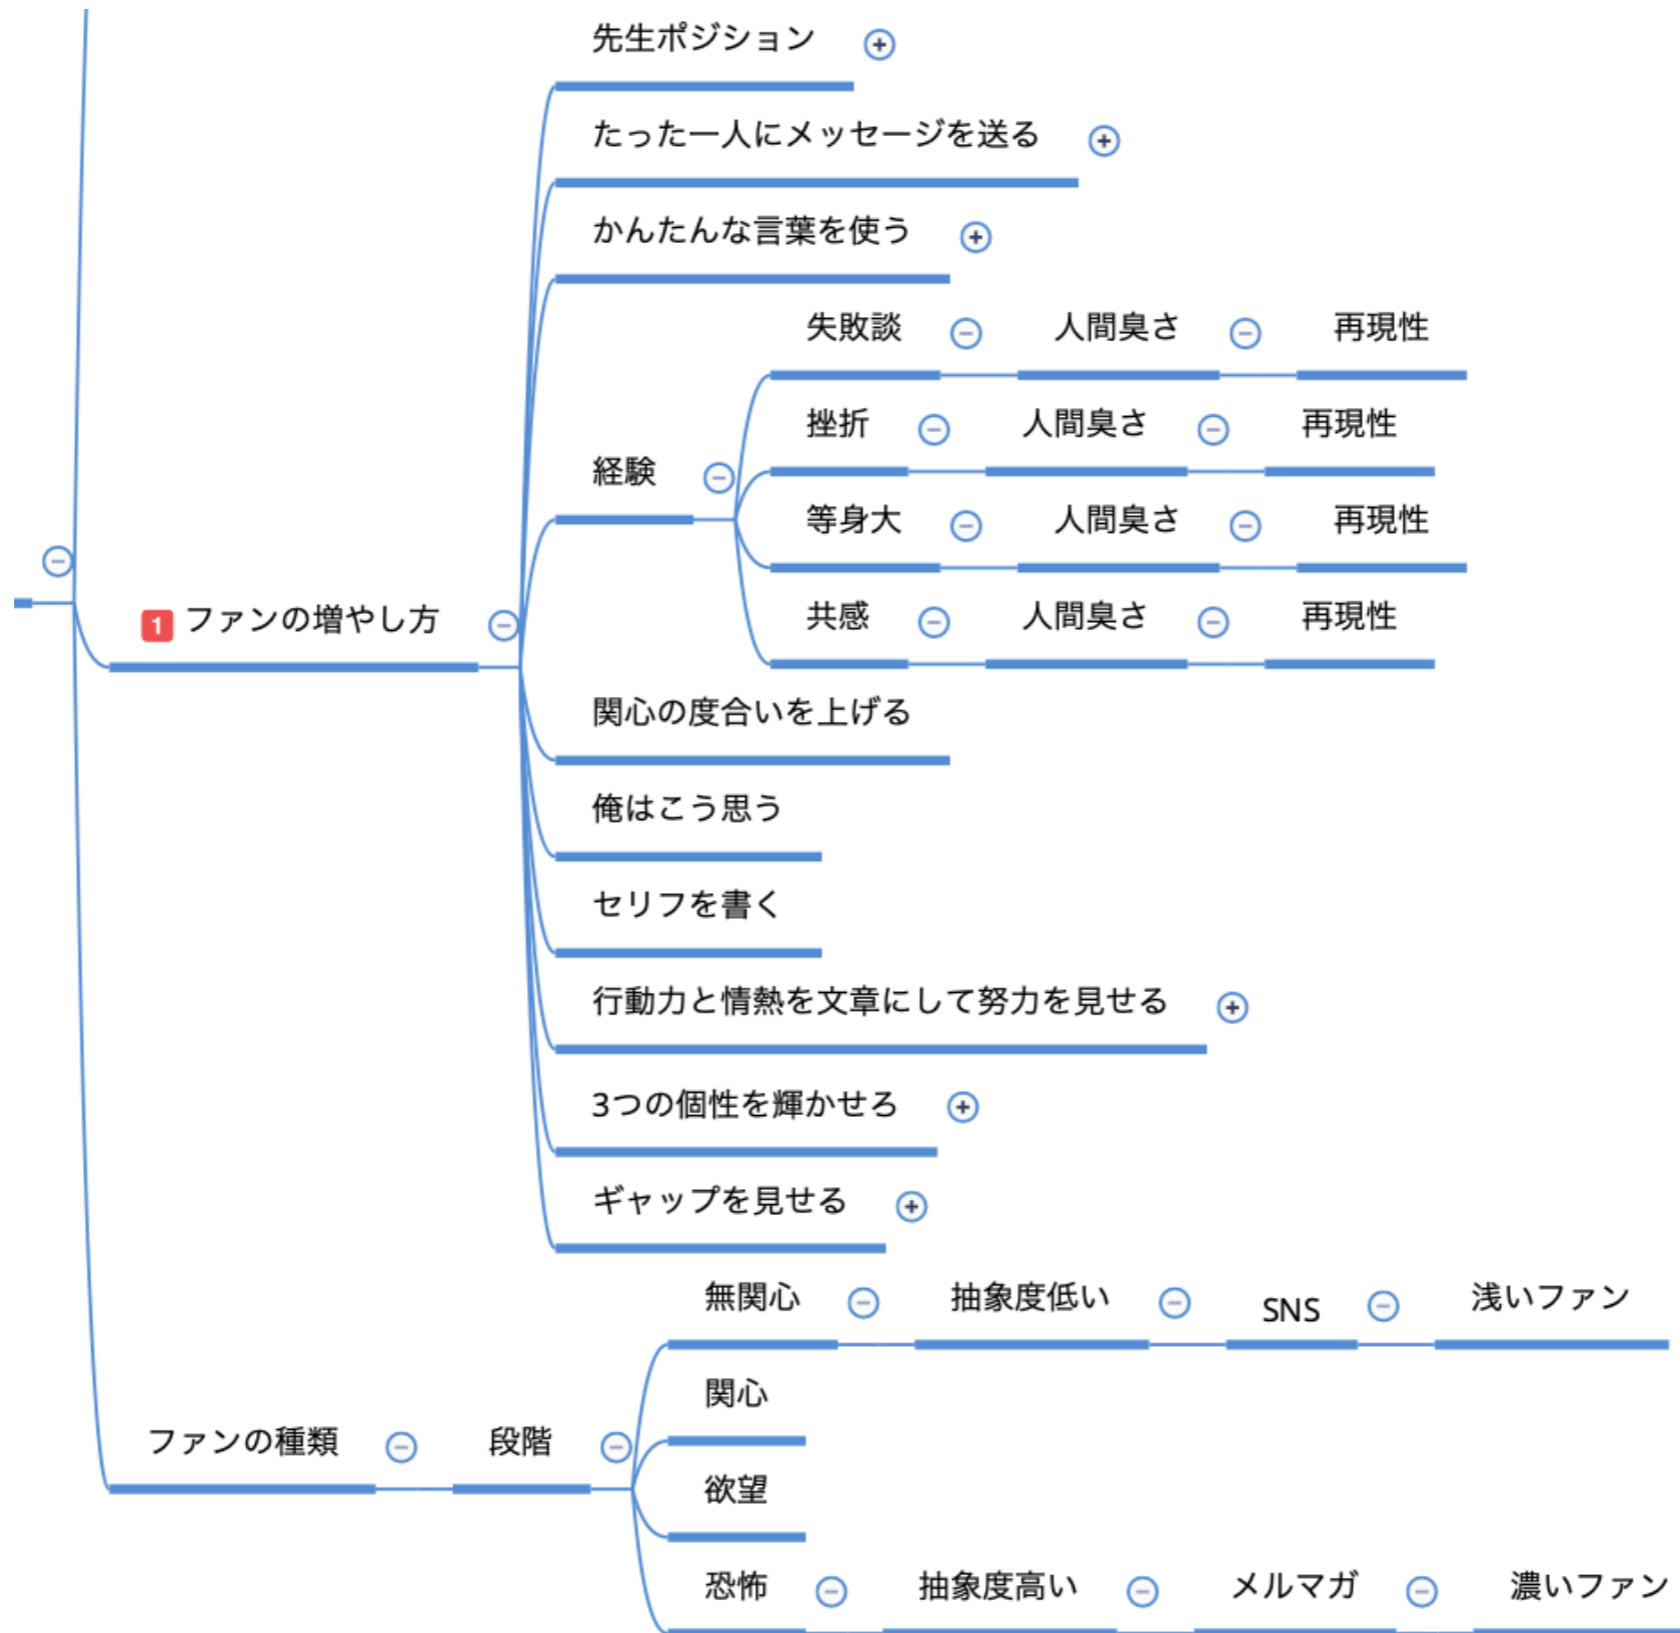 先生ポジション
たった一人にメッセージを送る
かんたんな言葉を使う
失敗談 人間臭さ 再現性
挫折 人間臭さ 再現性
経験
等身大 人間臭さ 再現性
共感 人間臭さ 再現性
1 ファンの増やし方
関心の度合いを上げる
俺はこう思う
セリフを書く
行動力と情熱を文章にして努力を見せる
3つの個性を輝かせろ
ギャップを見せる
無関心 抽象度低い SNS 浅いファン
関心
ファンの種類 段階
欲望
恐怖 抽象度高い メルマガ 濃いファン